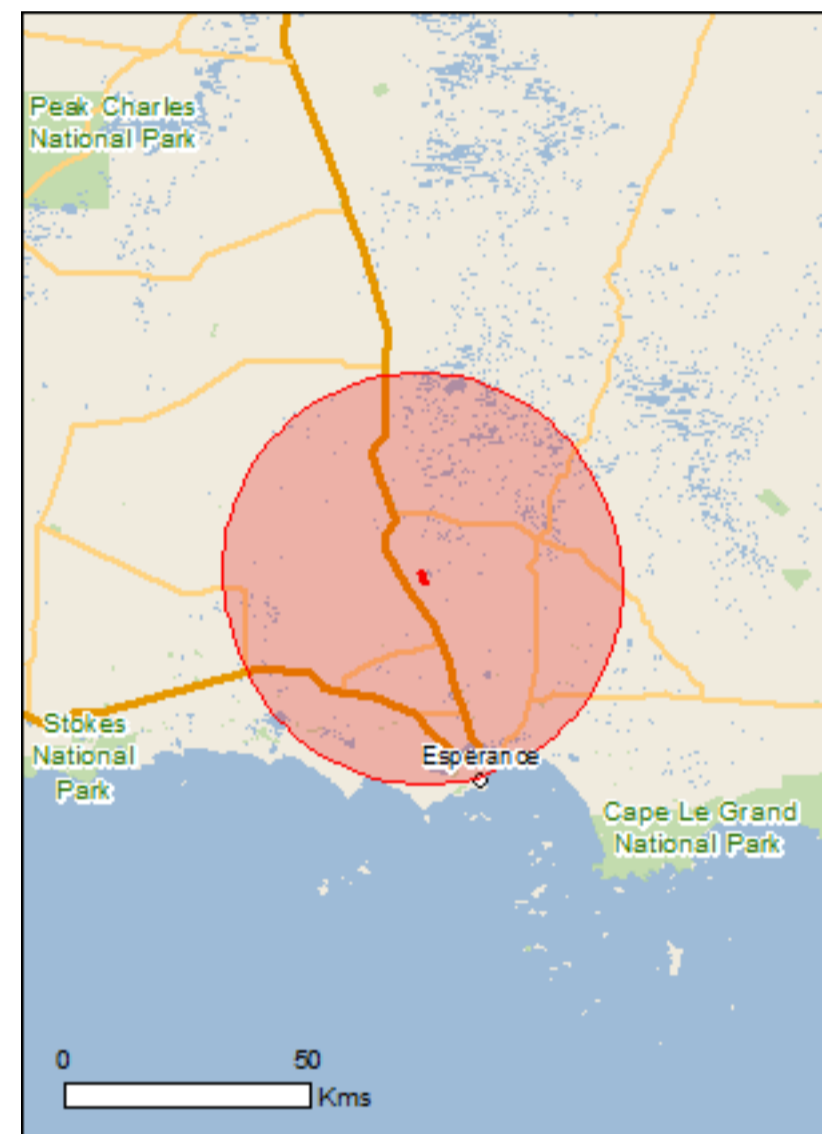 Peak Charles
National Park
Stokes
National
Park
Esperance
Cape Le Grand
National Park
0 50
Kms